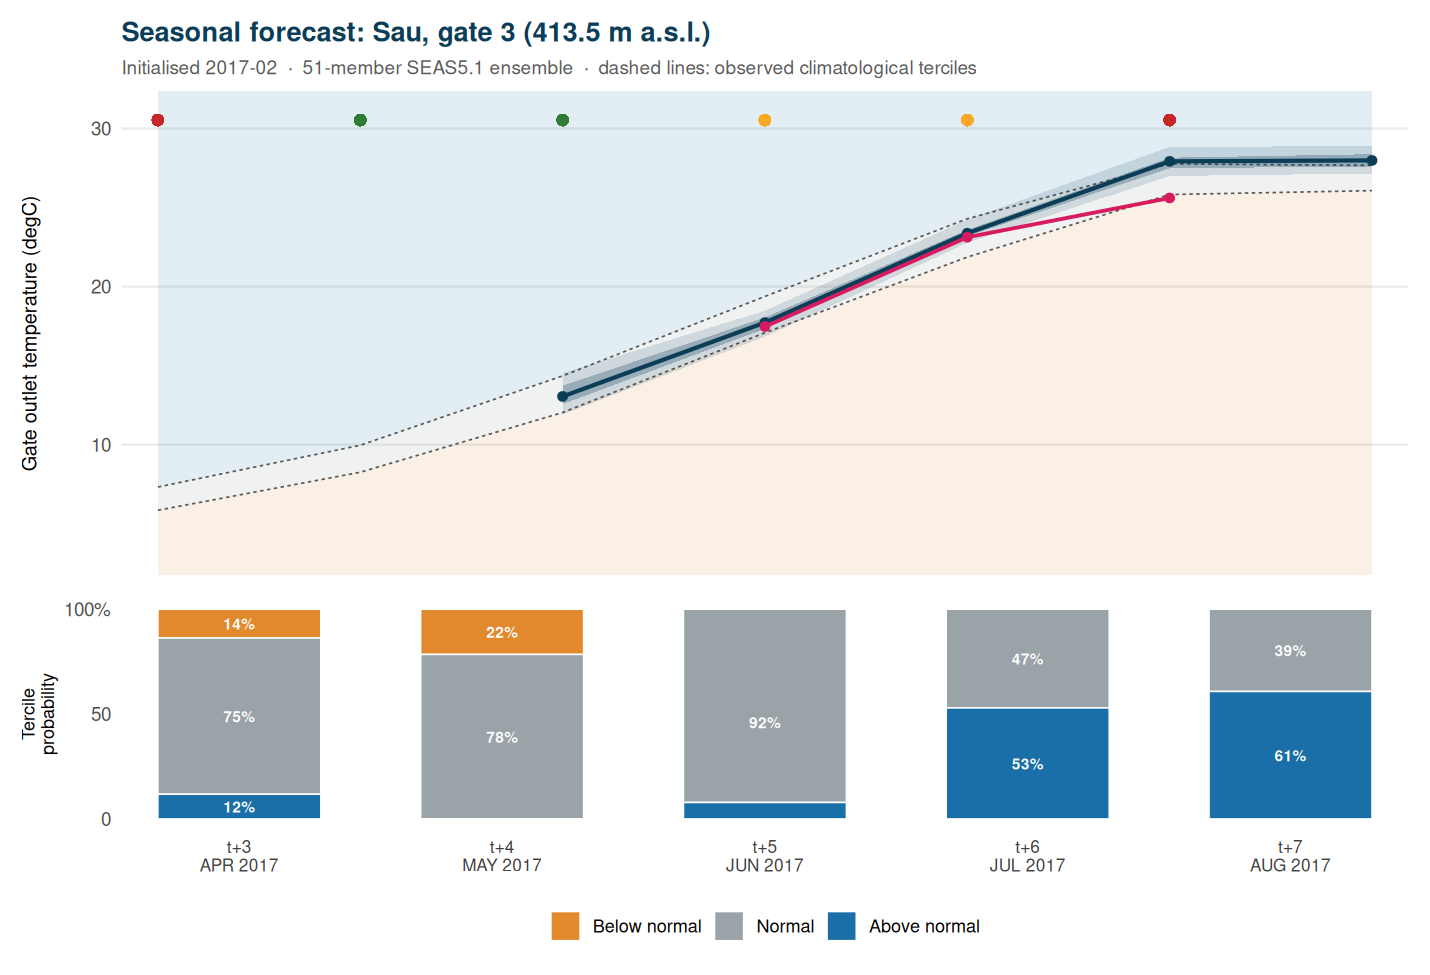 Seasonal forecast: Sau, gate 3 (413.5 m a.s.l.)
Initialised 2017-02 · 51-member SEAS5.1 ensemble · dashed lines: observed climatological terciles
Gate outlet temperature (degC)
30
20
10
Tercile
probability
100%
50
0
14%
75%
12%
22%
78%
92%
47%
53%
39%
61%
t+3
APR 2017
t+4
MAY 2017
t+5
JUN 2017
t+6
JUL 2017
t+7
AUG 2017
Below normal
Normal
Above normal